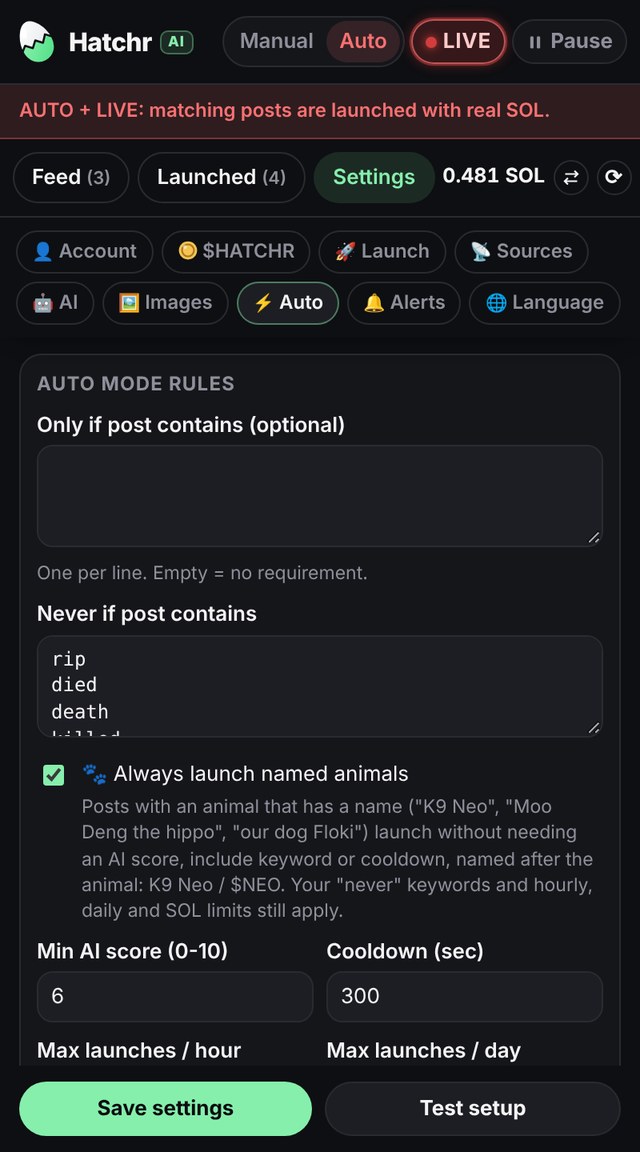 Hatchr AI Manual Auto LIVE Pause
AUTO + LIVE: matching posts are launched with real SOL.
Feed (3) Launched (4) Settings 0.481 SOL
Account $HATCHR Launch Sources
AI Images Auto Alerts Language
AUTO MODE RULES
Only if post contains (optional)
One per line. Empty = no requirement.
Never if post contains
rip
died
death
killed
Always launch named animals
Posts with an animal that has a name ("K9 Neo", "Moo
Deng the hippo", "our dog Floki") launch without needing
an AI score, include keyword or cooldown, named after the
animal: K9 Neo / $NEO. Your "never" keywords and hourly,
daily and SOL limits still apply.
Min AI score (0-10) Cooldown (sec)
6 300
Max launches / hour Max launches / day
Save settings Test setup